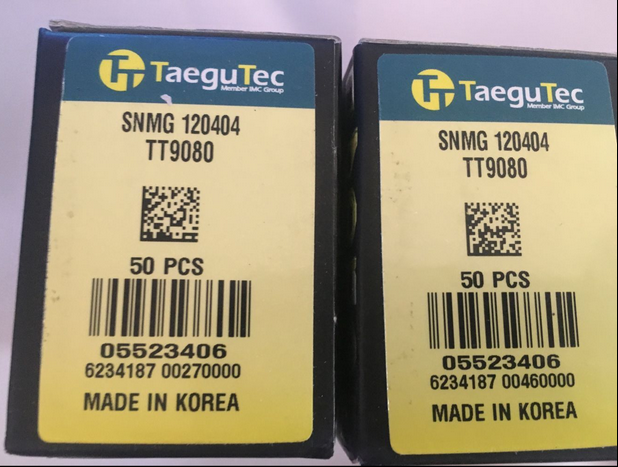 TaeguTec
Member IMC Group
SNMG 120404
TT9080
50 PCS
05523406
6234187 00270000
MADE IN KOREA
TaeguTec
Member IMC Group
SNMG 120404
TT9080
50 PCS
05523406
6234187 00460000
MADE IN KOREA